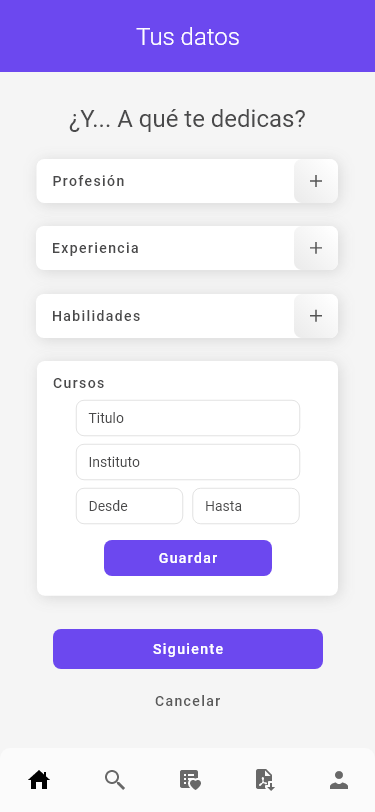 Tus datos
¿Y... A qué te dedicas?
Profesión
Experiencia
Habilidades
Cursos
Titulo
Instituto
Desde Hasta
Guardar
Siguiente
Cancelar